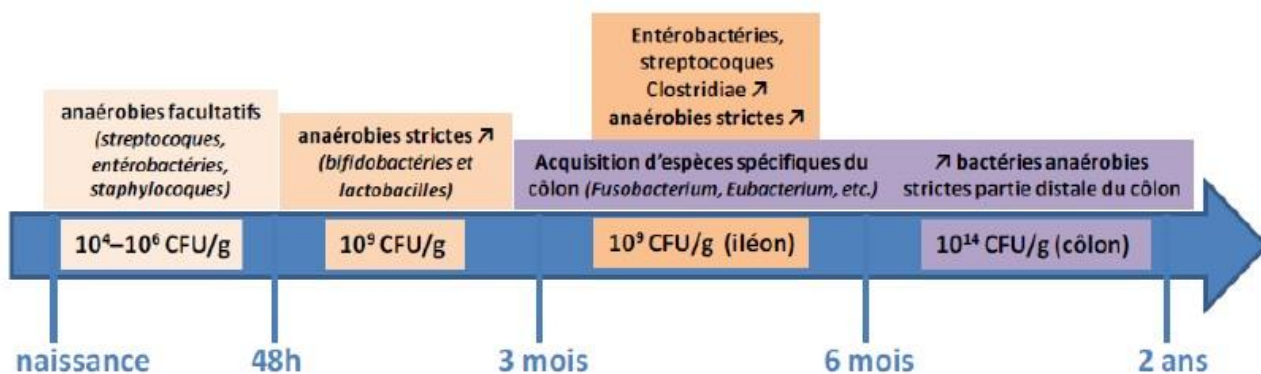 anaérobies facultatifs
(streptocoques,
entérobactéries,
staphylocoques)
anaérobies strictes ↗
(bifidobactéries et
lactobacilles)
Entérobactéries,
streptocoques
Clostridiae ↗
anaérobies strictes ↗
Acquisition d’espèces spécifiques du
côlon (Fusobacterium, Eubacterium, etc.)
↗ bactéries anaérobies
strictes partie distale du côlon
10⁴–10⁶ CFU/g
10⁹ CFU/g
10⁹ CFU/g (iléon)
10¹⁴ CFU/g (côlon)
naissance
48h
3 mois
6 mois
2 ans